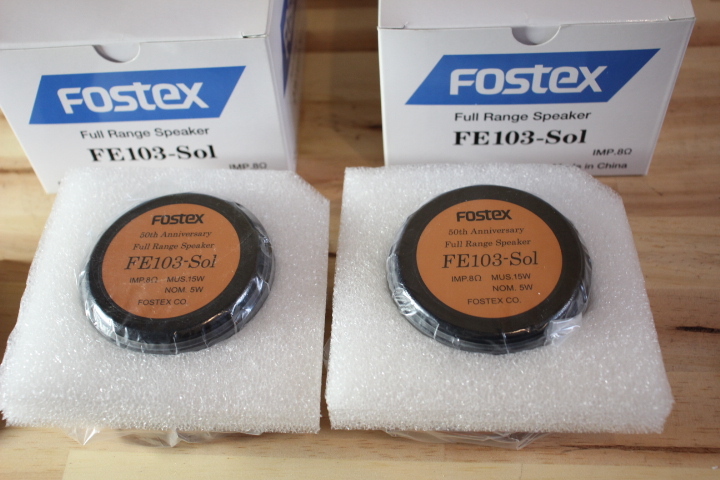 FOSTEX
Full Range Speaker
FE103-Sol
IMP.8Ω
FOSTEX
Full Range Speaker
FE103-Sol
IMP.8Ω
in China
FOSTEX
50th Anniversary
Full Range Speaker
FE103-Sol
IMP.8Ω MUS.15W
NOM. 5W
FOSTEX CO.
FOSTEX
50th Anniversary
Full Range Speaker
FE103-Sol
IMP.8Ω MUS.15W
NOM. 5W
FOSTEX CO.